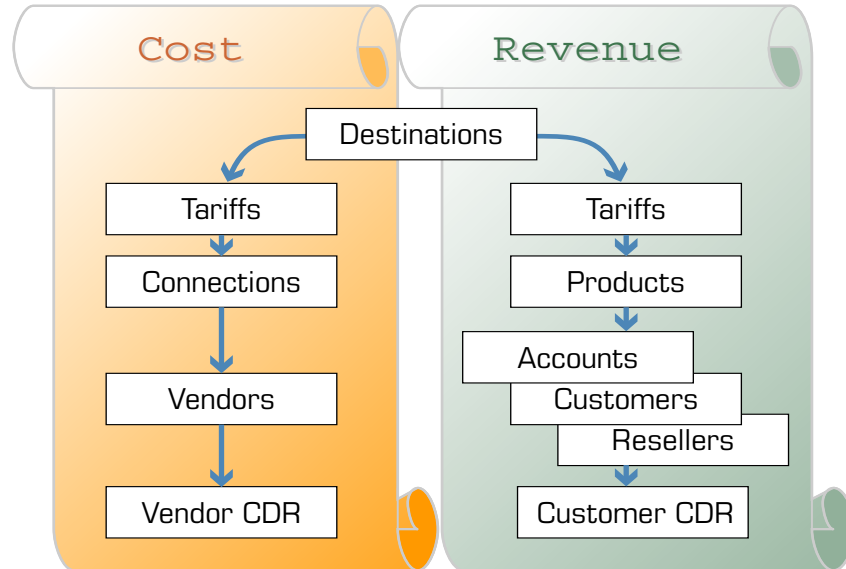 Cost
Revenue
Destinations
Tariffs
Tariffs
Connections
Products
Accounts
Vendors
Customers
Resellers
Vendor CDR
Customer CDR